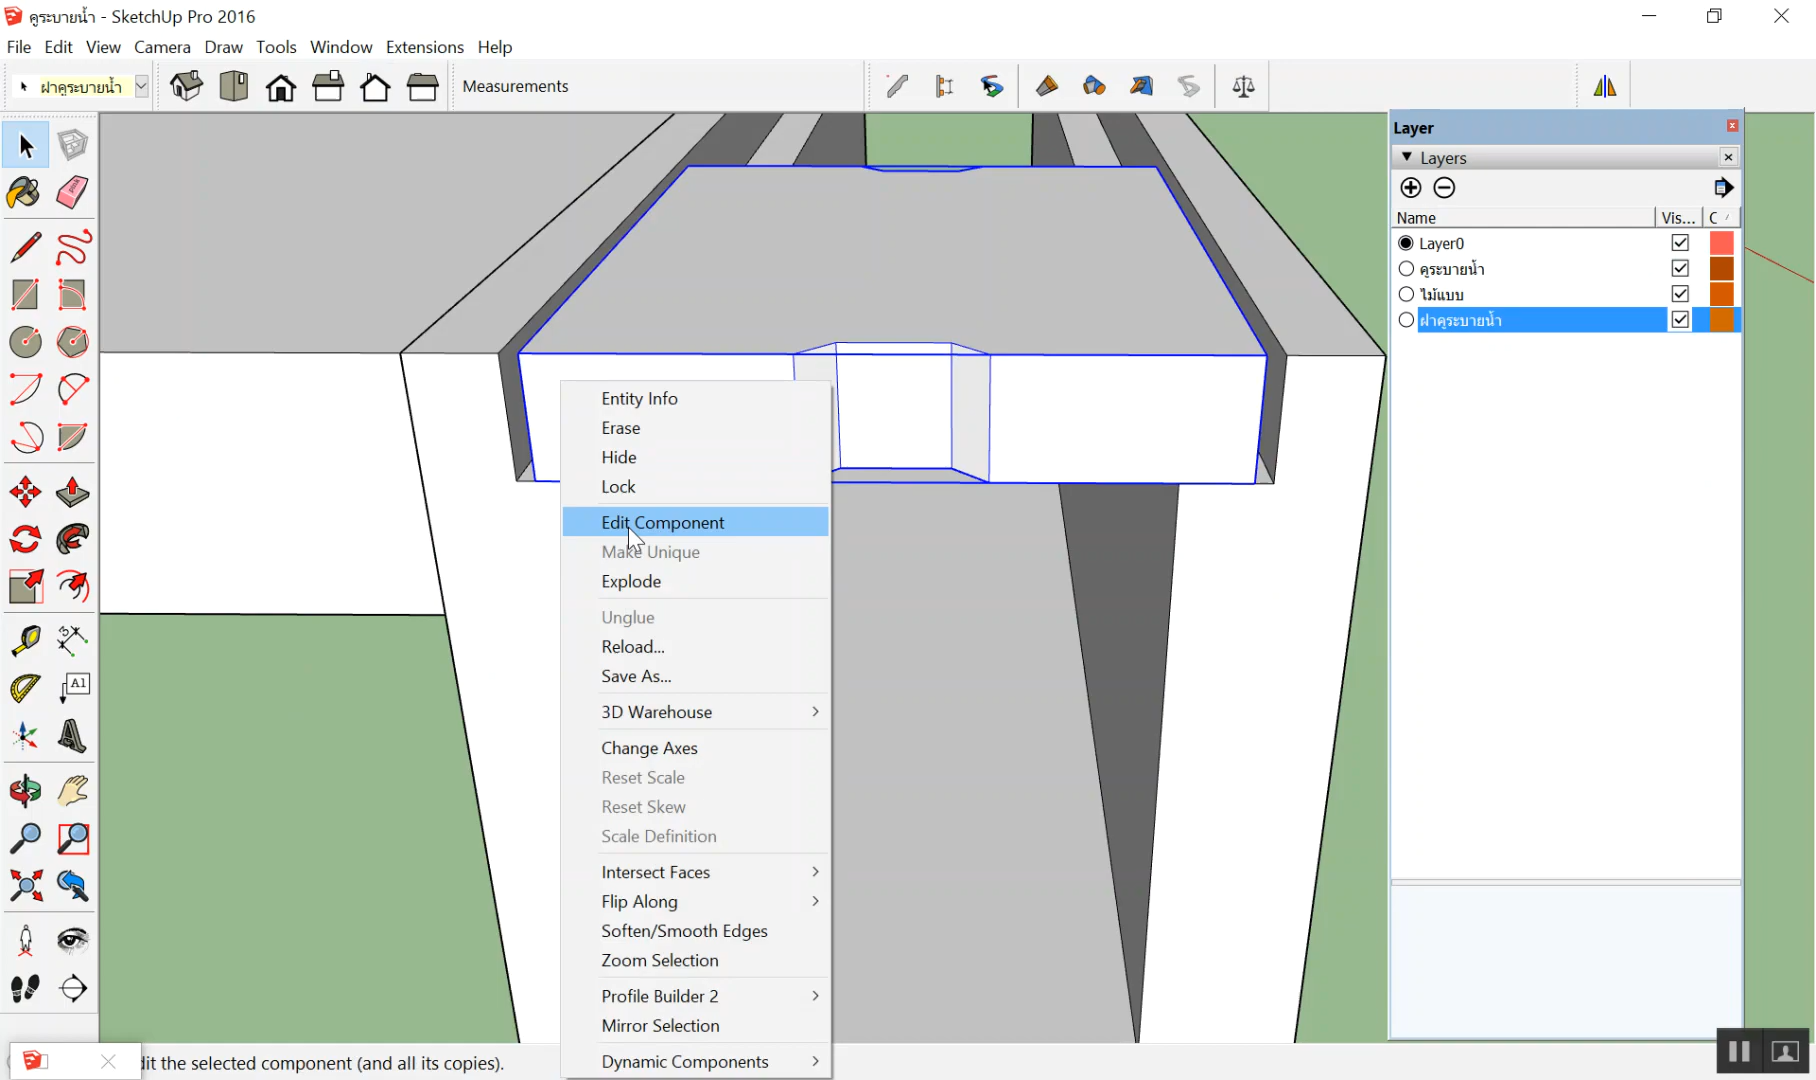 คูระบายน้ำ - SketchUp Pro 2016
File Edit View Camera Draw Tools Window Extensions Help
ฝาคูระบายน้ำ
Measurements
Layer
Layers
Name Vis... C
Layer0
คูระบายน้ำ
ไม้แบบ
ฝาคูระบายน้ำ
Entity Info
Erase
Hide
Lock
Edit Component
Make Unique
Explode
Unglue
Reload...
Save As...
3D Warehouse
Change Axes
Reset Scale
Reset Skew
Scale Definition
Intersect Faces
Flip Along
Soften/Smooth Edges
Zoom Selection
Profile Builder 2
Mirror Selection
Dynamic Components
A1
dit the selected component (and all its copies).